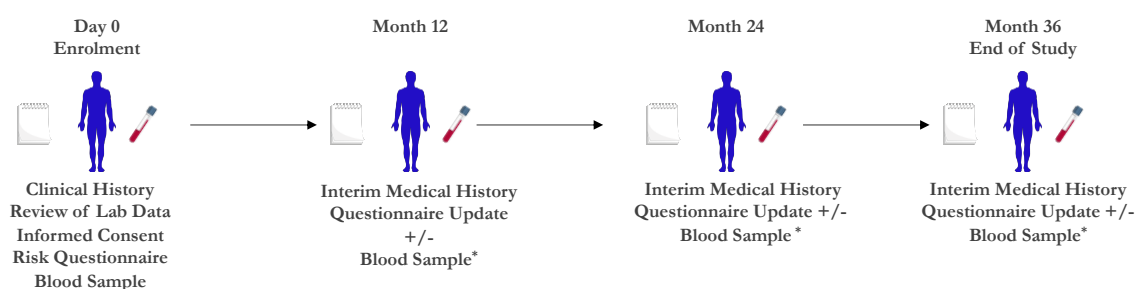 Day 0
Enrolment
Month 12
Month 24
Month 36
End of Study
Clinical History
Review of Lab Data
Informed Consent
Risk Questionnaire
Blood Sample
Interim Medical History
Questionnaire Update
+/-
Blood Sample*
Interim Medical History
Questionnaire Update +/-
Blood Sample *
Interim Medical History
Questionnaire Update +/-
Blood Sample*